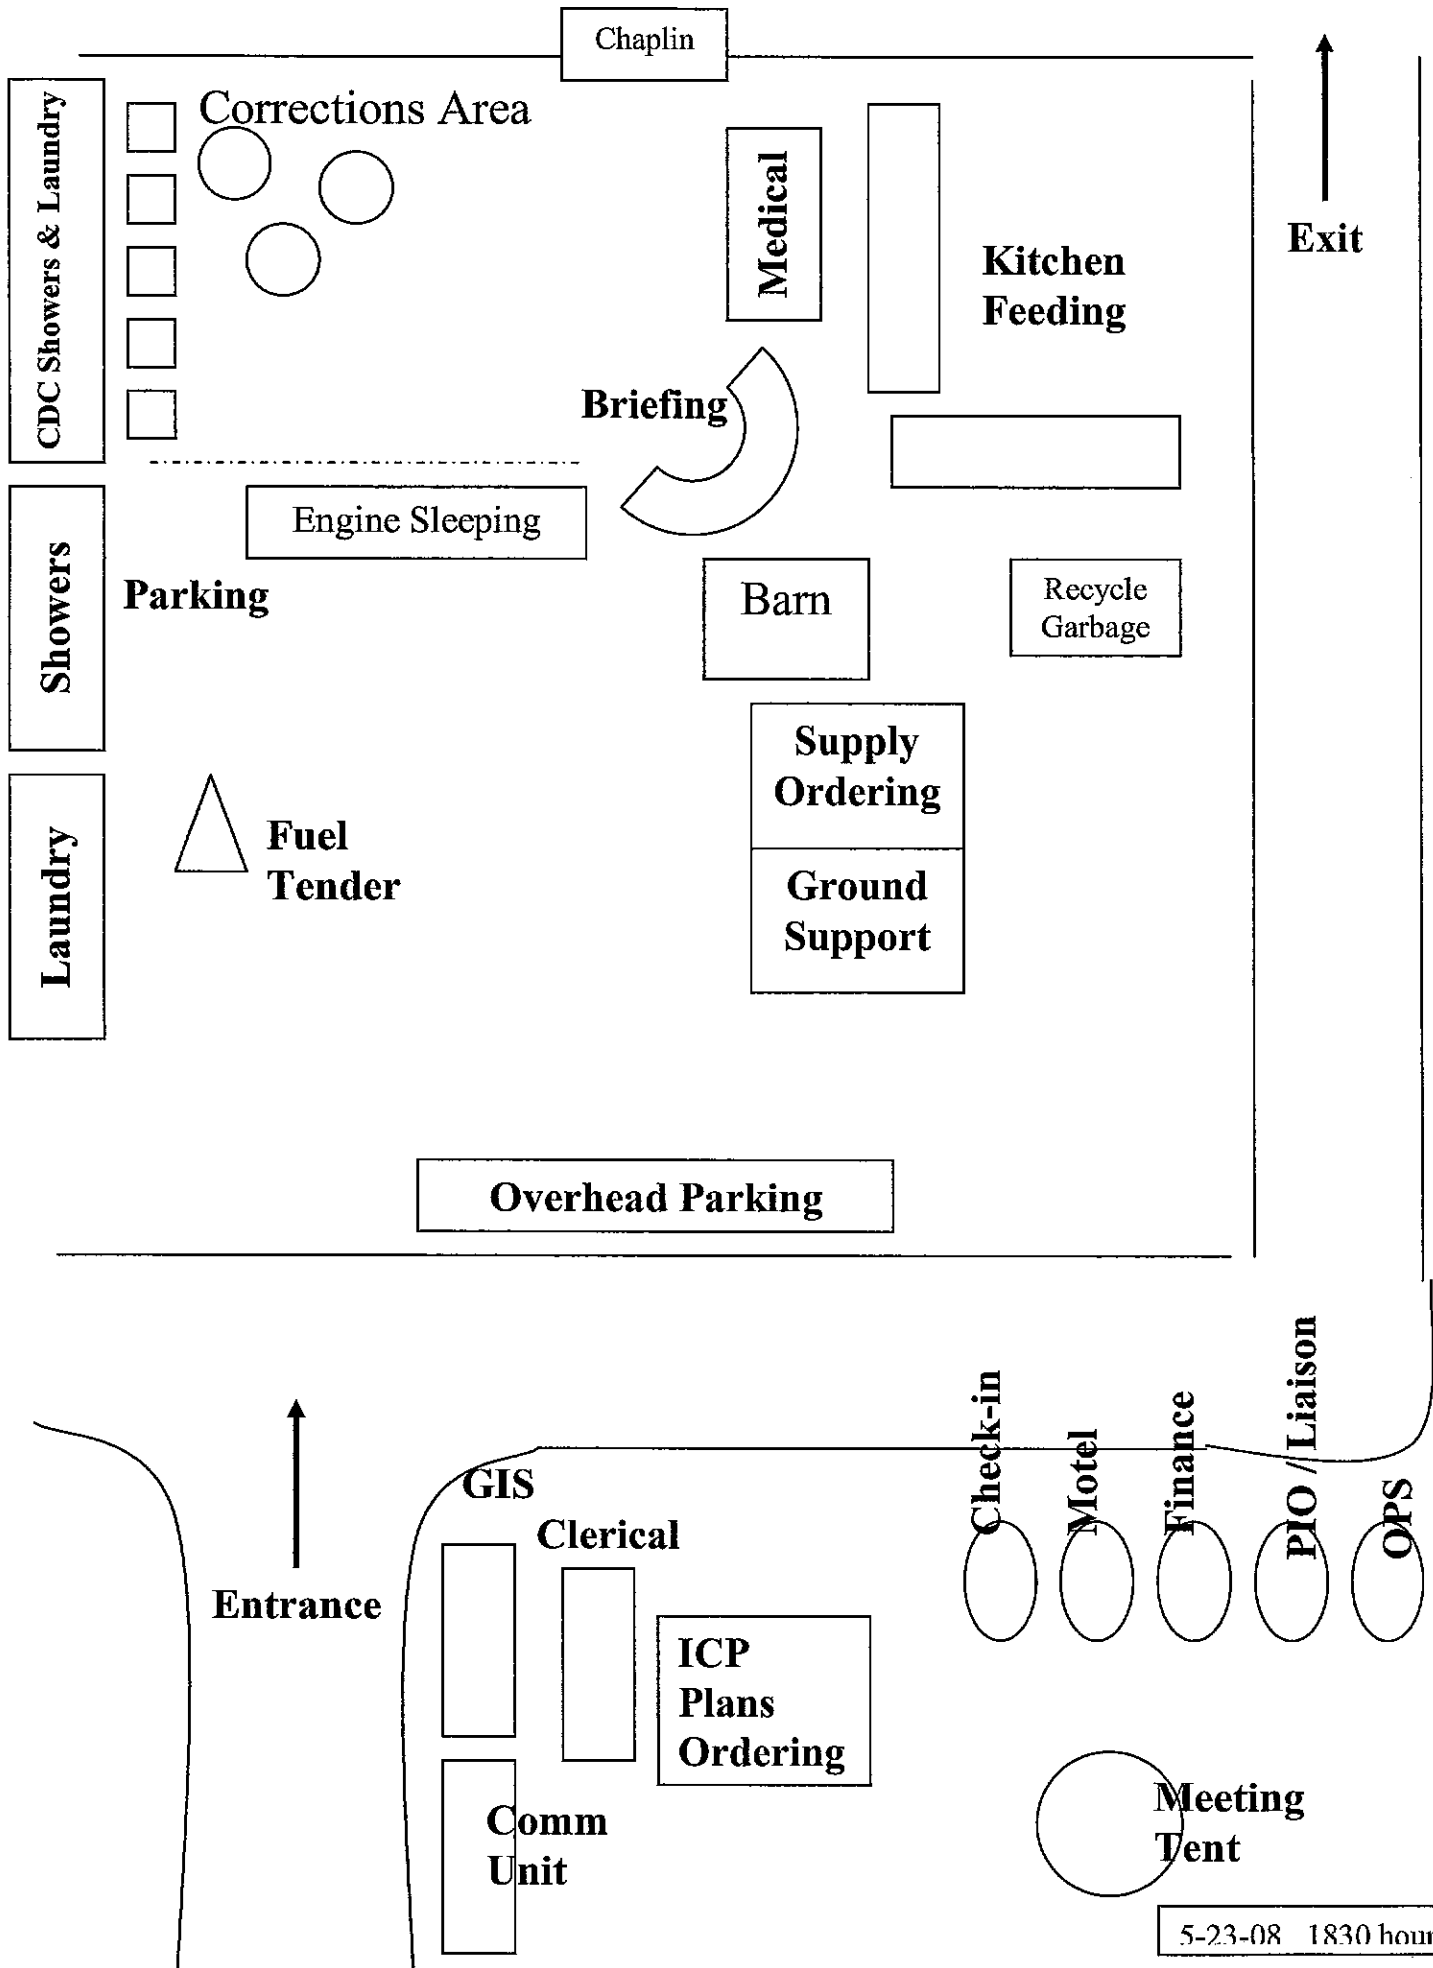 Chaplin
CDC Showers & Laundry
Corrections Area
Medical
Exit
Kitchen
Feeding
Briefing
Engine Sleeping
Showers
Parking
Barn
Recycle
Garbage
Supply
Ordering
Laundry
Fuel
Tender
Ground
Support
Overhead Parking
Check-in
Motel
Finance
PIO / Liaison
OPS
GIS
Clerical
Entrance
ICP
Plans
Ordering
Comm
Unit
Meeting
Tent
5-23-08 1830 hour